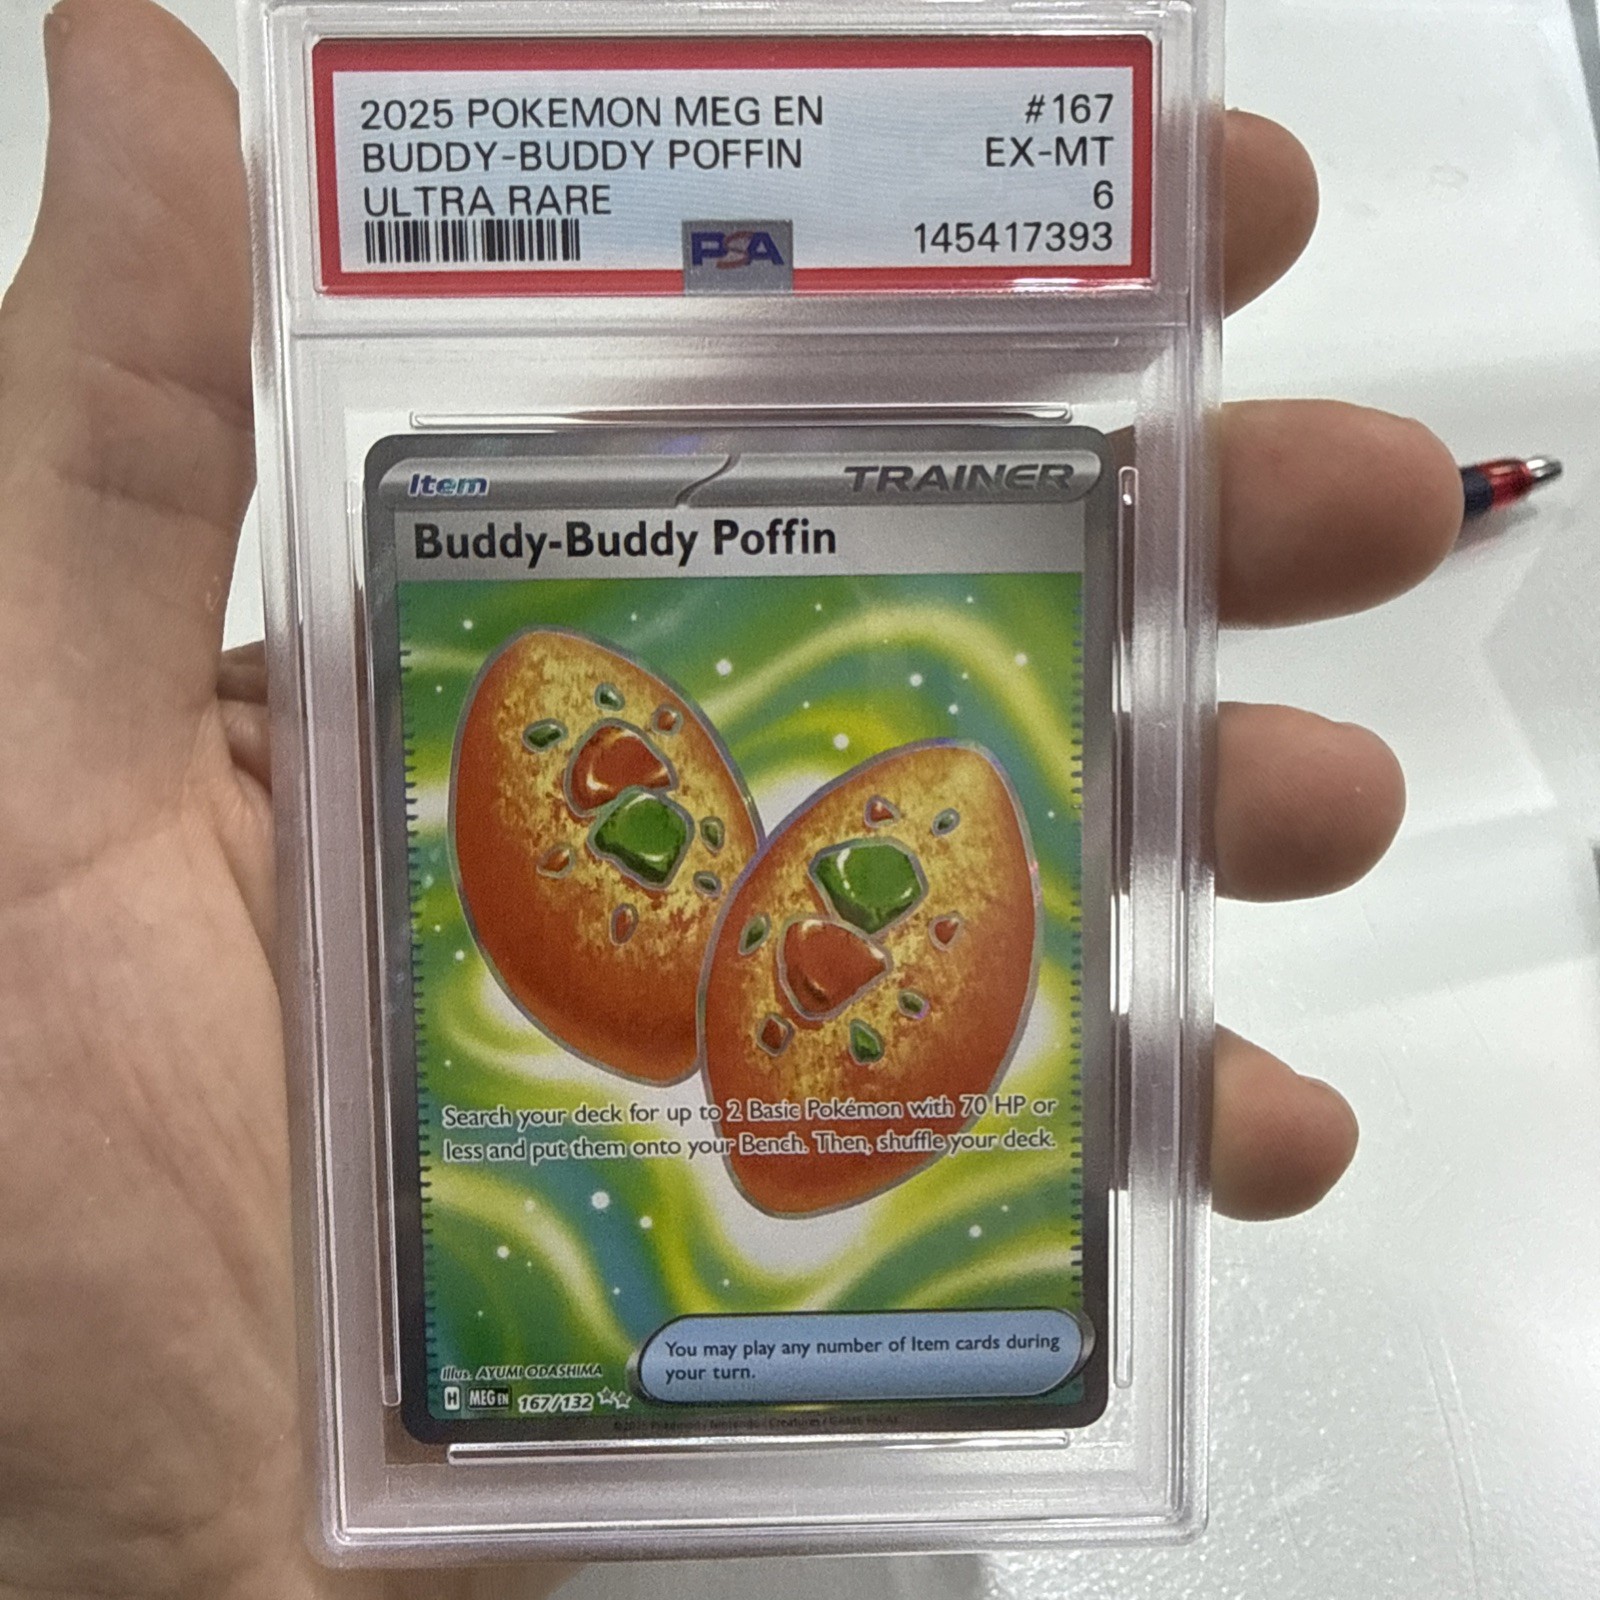 2025 POKEMON MEG EN #167
BUDDY-BUDDY POFFIN EX-MT
ULTRA RARE 6
PSA 145417393
Item TRAINER
Buddy-Buddy Poffin
Search your deck for up to 2 Basic Pokémon with 70 HP or
less and put them onto your Bench. Then, shuffle your deck.
You may play any number of Item cards during
your turn.
Illus. AYUMI ODASHIMA
H MEG EN 167/132